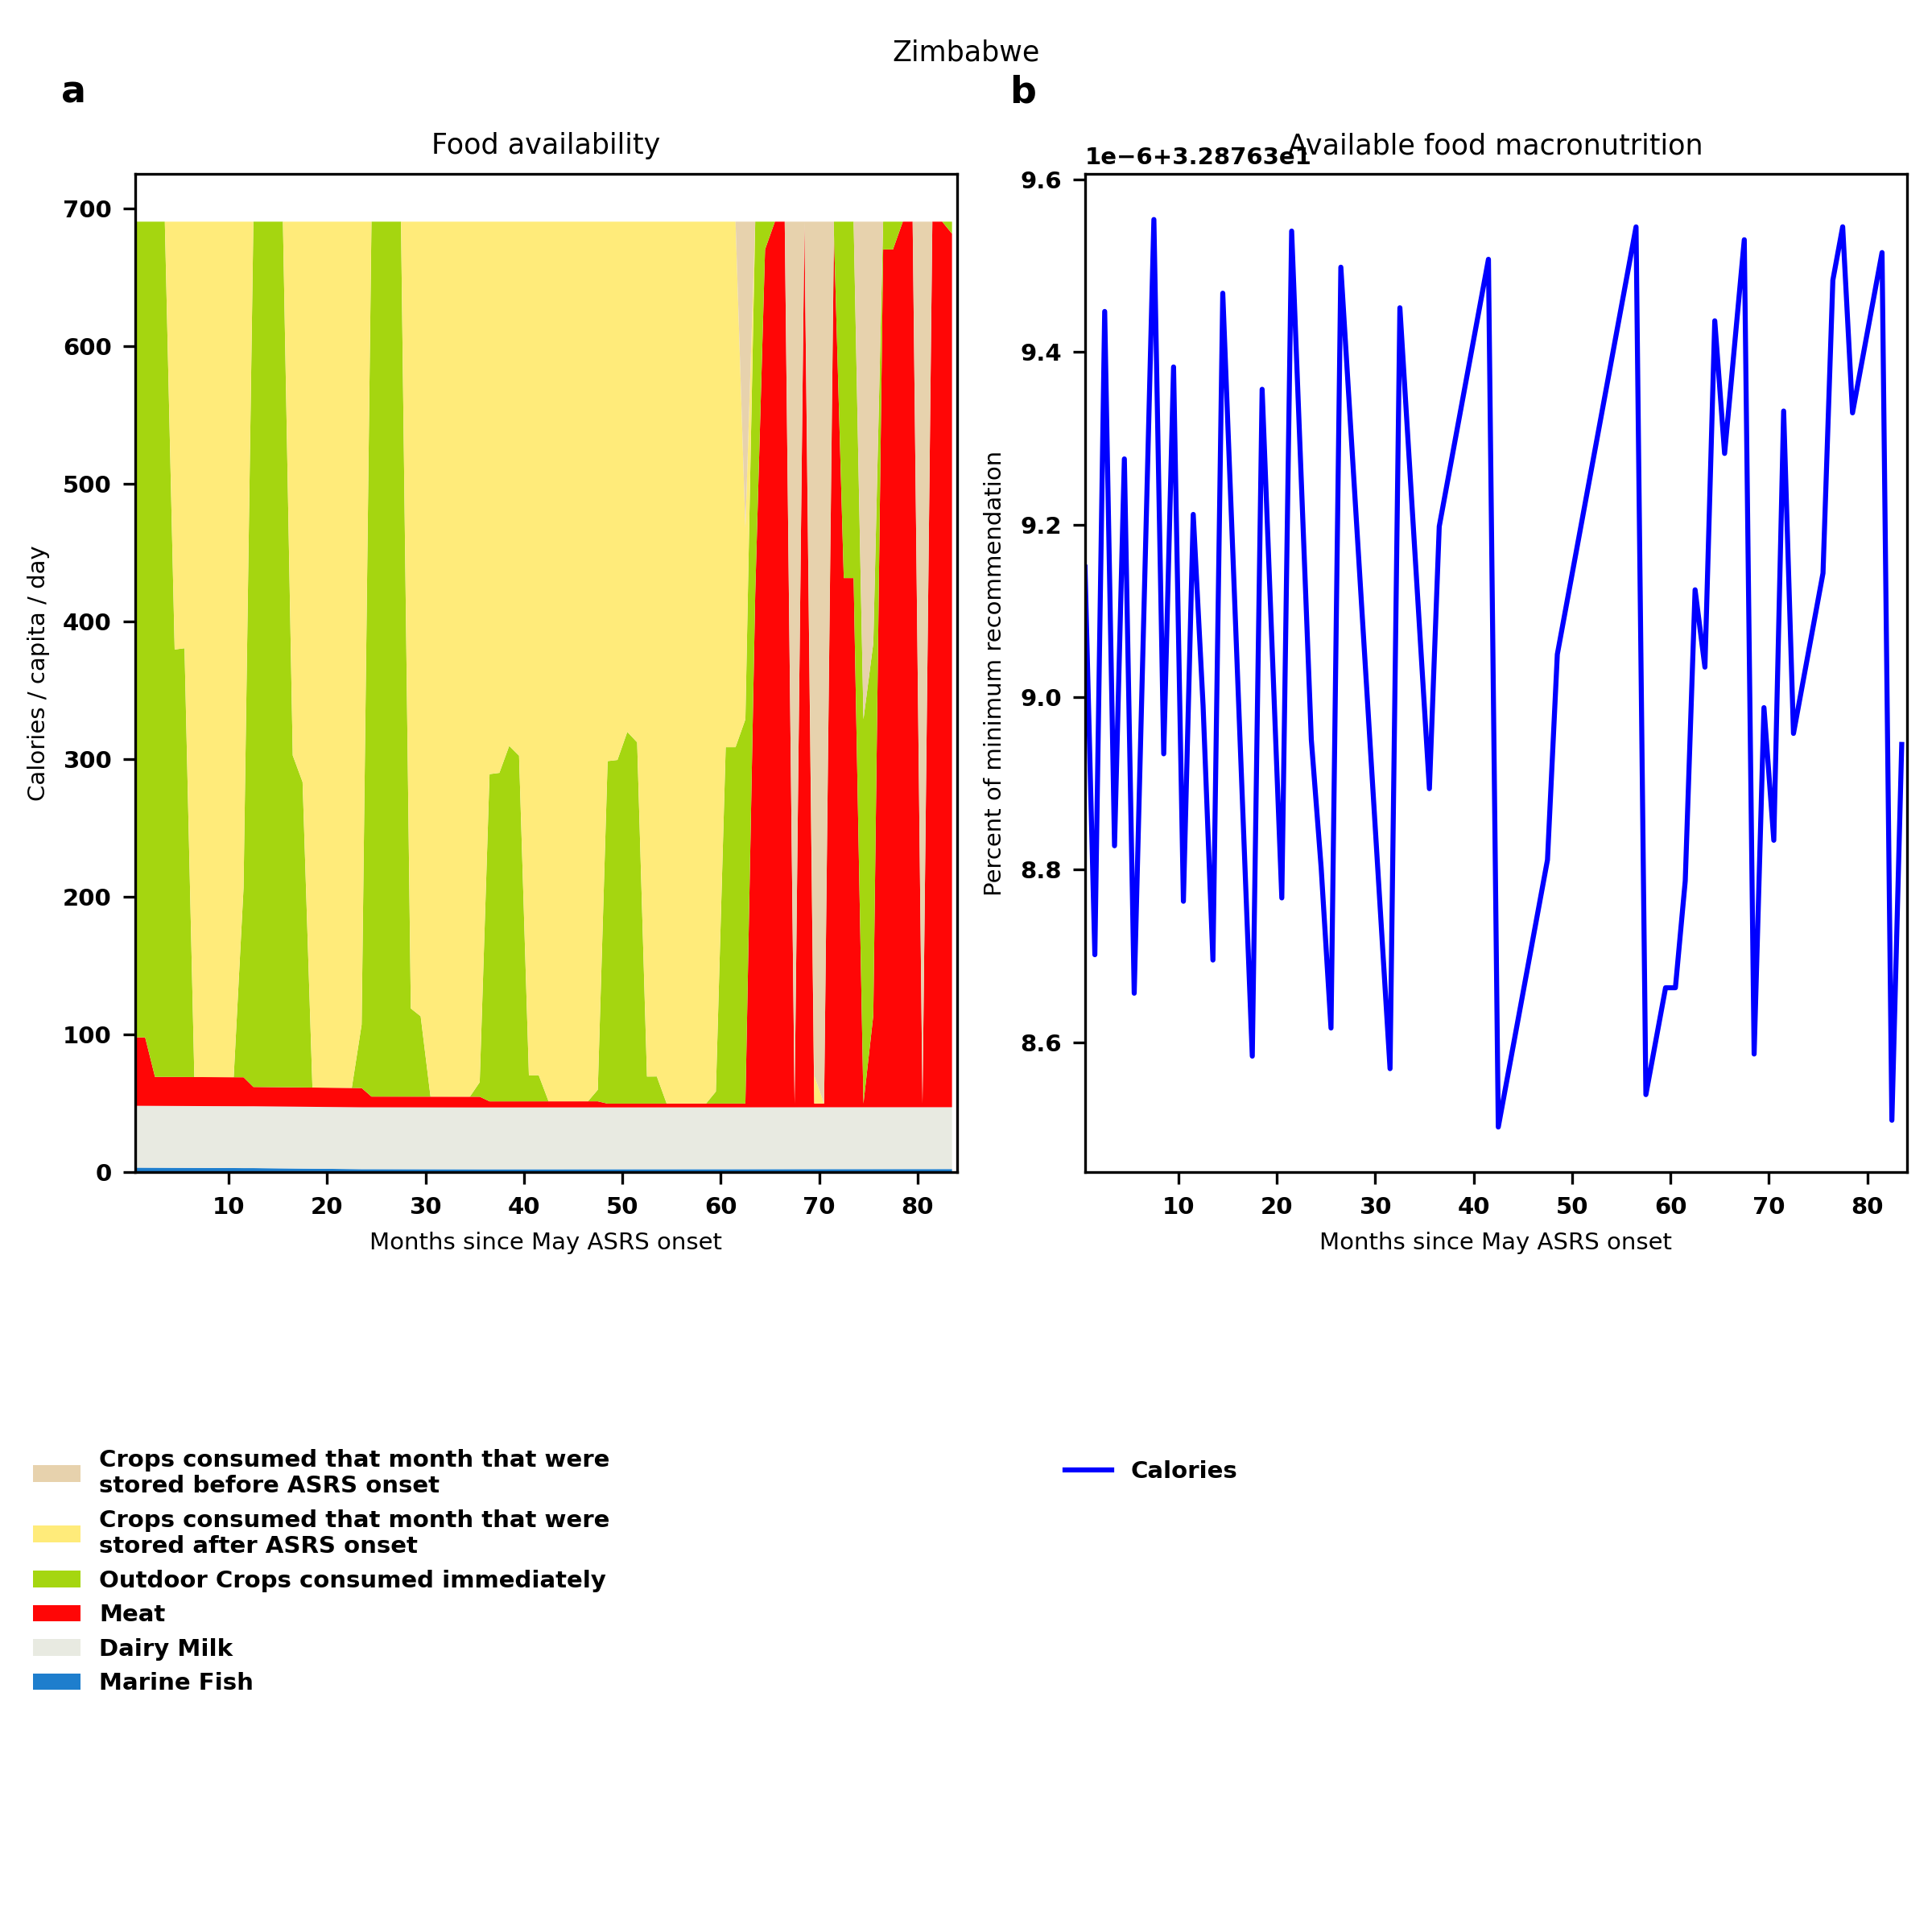 Zimbabwe
a
b
Food availability
Available food macronutrition
1e−6+3.28763e1
Calories / capita / day
700
600
500
400
300
200
100
0
10 20 30 40 50 60 70 80
Months since May ASRS onset
Percent of minimum recommendation
9.6
9.4
9.2
9.0
8.8
8.6
10 20 30 40 50 60 70 80
Months since May ASRS onset
Crops consumed that month that were
stored before ASRS onset
Crops consumed that month that were
stored after ASRS onset
Outdoor Crops consumed immediately
Meat
Dairy Milk
Marine Fish
Calories